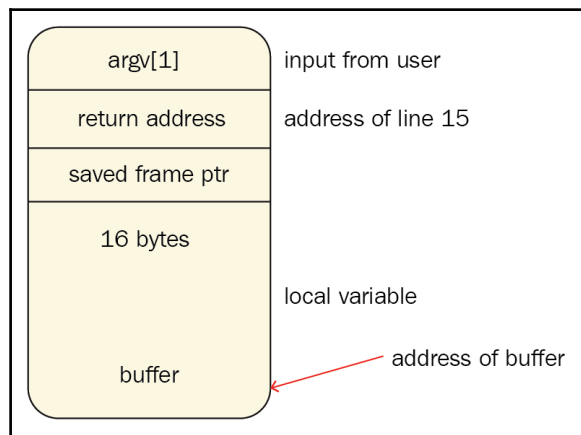 argv[1] input from user
return address address of line 15
saved frame ptr
16 bytes
local variable
address of buffer
buffer